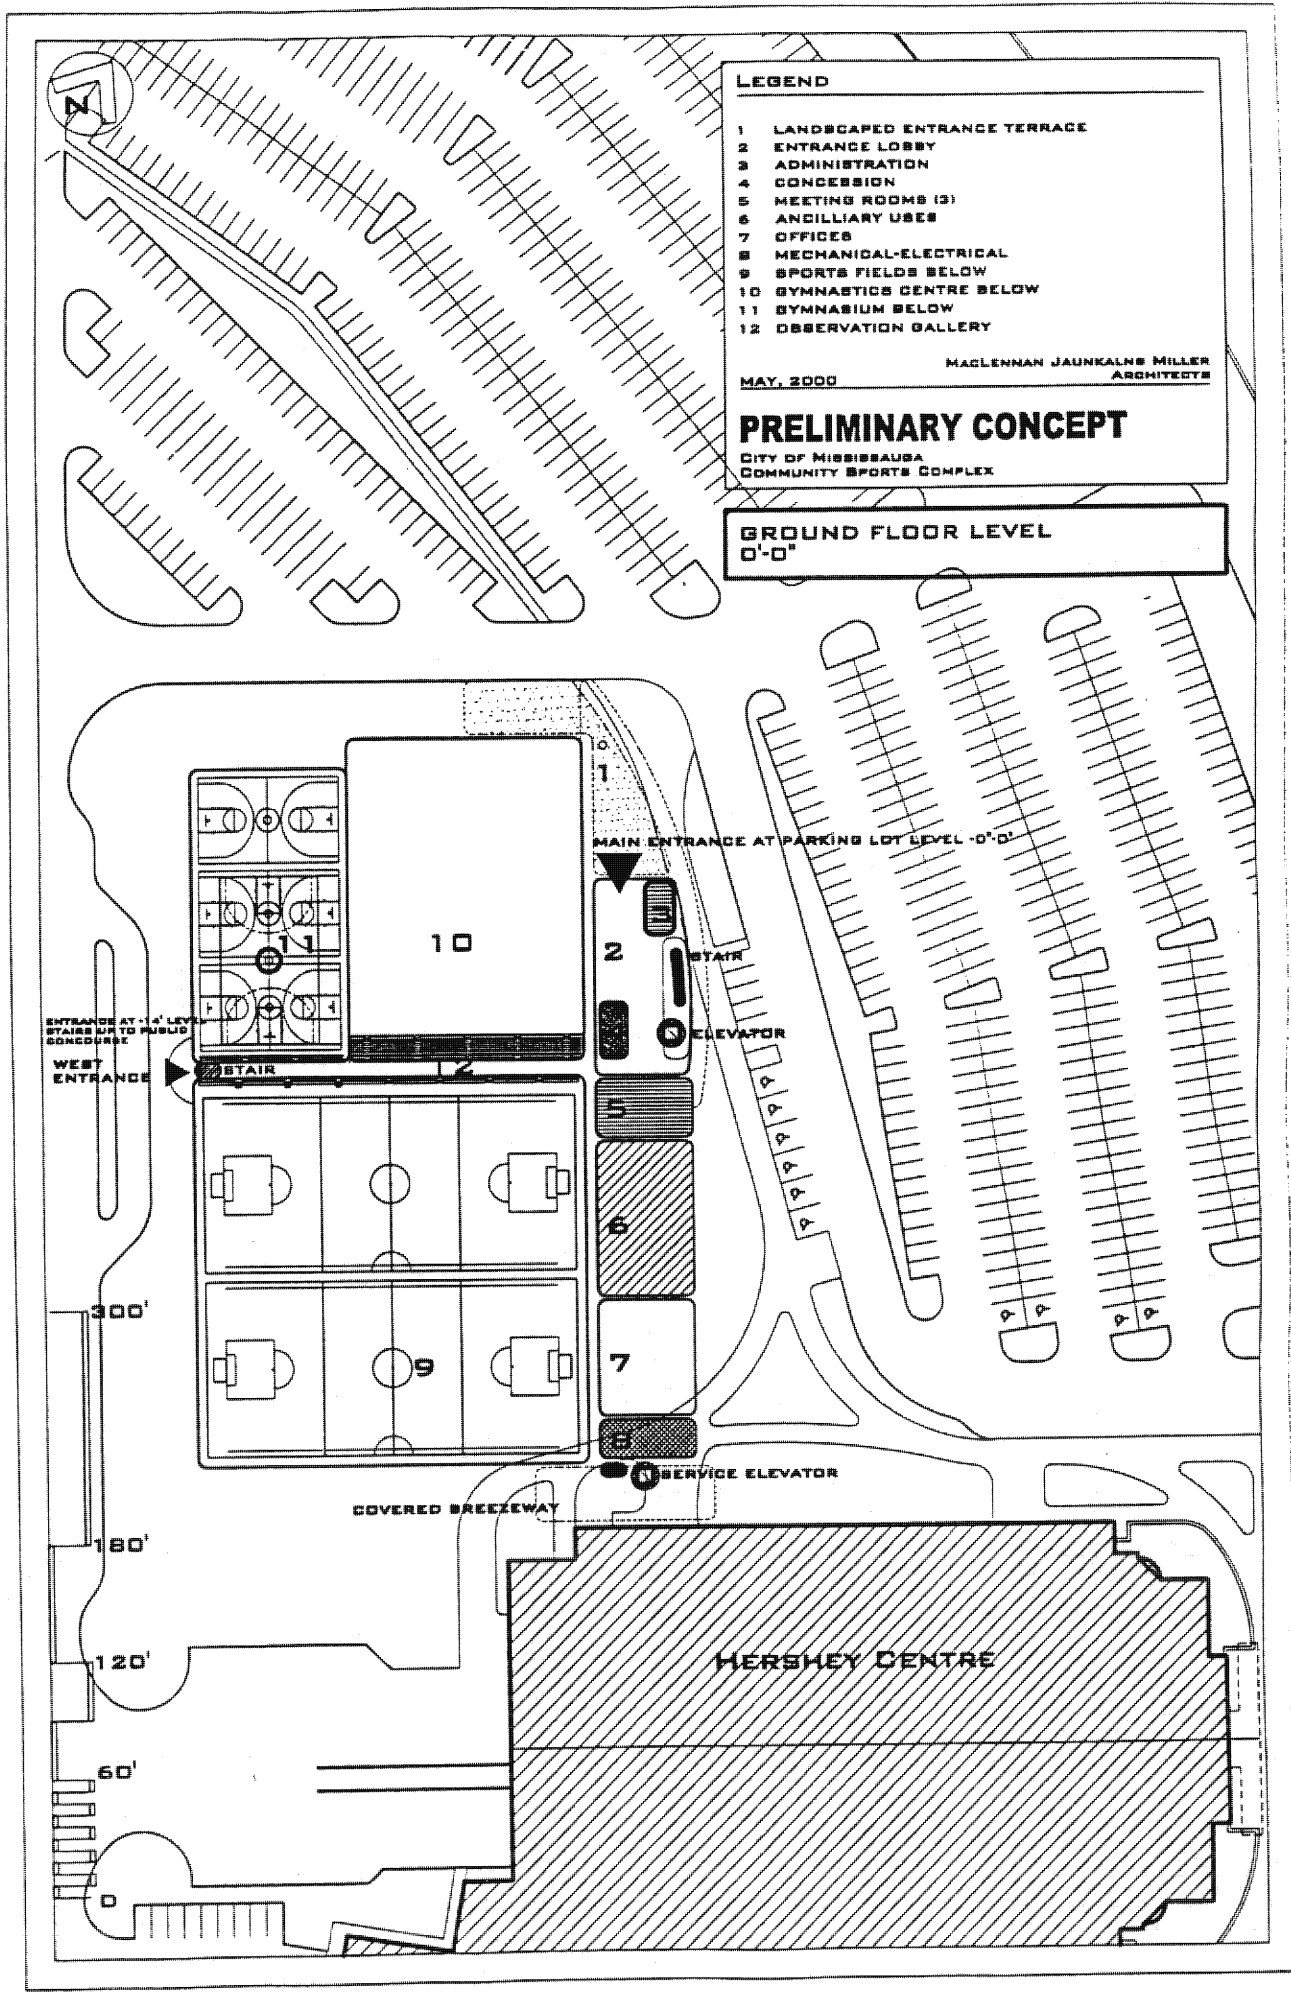 N
LEGEND
1 LANDSCAPED ENTRANCE TERRACE
2 ENTRANCE LOBBY
3 ADMINISTRATION
4 CONCESSION
5 MEETING ROOMS (3)
6 ANCILLIARY USES
7 OFFICES
8 MECHANICAL-ELECTRICAL
9 SPORTS FIELDS BELOW
10 GYMNASTICS CENTRE BELOW
11 GYMNASIUM BELOW
12 OBSERVATION GALLERY
MACLENNAN JAUNKALNS MILLER
ARCHITECTS
MAY, 2000
PRELIMINARY CONCEPT
CITY OF MISSISSAUGA
COMMUNITY SPORTS COMPLEX
GROUND FLOOR LEVEL
0'-0"
1
MAIN ENTRANCE AT PARKING LOT LEVEL -0'-0"
3
11
10
2
STAIR
ENTRANCE AT -14' LEVEL
STAIRS UP TO PUBLIC
CONCOURSE
ELEVATOR
WEST
ENTRANCE
STAIR
12
5
6
300'
7
9
8
SERVICE ELEVATOR
COVERED BREEZEWAY
180'
120'
HERSHEY CENTRE
60'
0